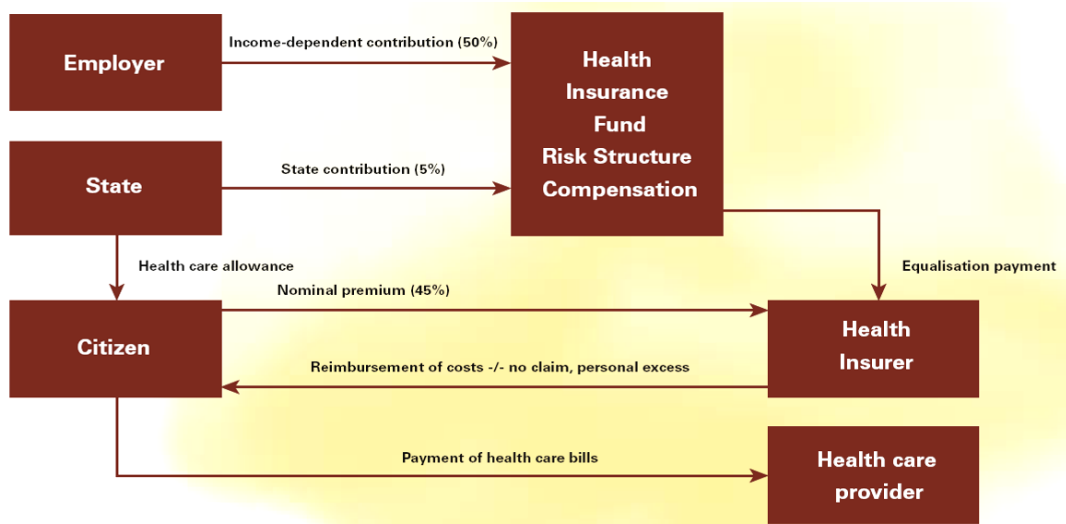 Employer
Income-dependent contribution (50%)
Health
Insurance
Fund
Risk Structure
Compensation
State
State contribution (5%)
Health care allowance
Equalisation payment
Nominal premium (45%)
Citizen
Health
Insurer
Reimbursement of costs -/- no claim, personal excess
Payment of health care bills
Health care
provider